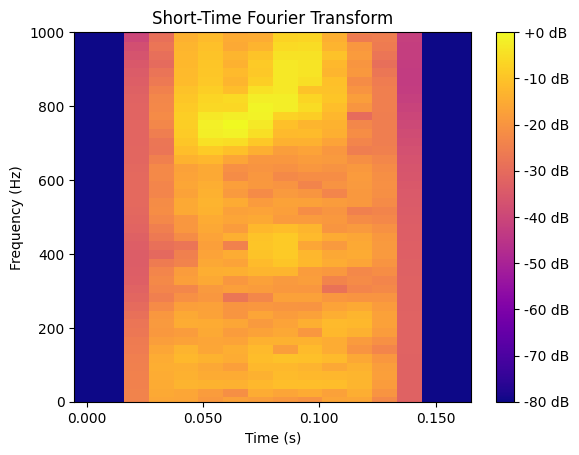 Short-Time Fourier Transform
1000
800
600
400
200
0
Frequency (Hz)
0.000
0.050
0.100
0.150
Time (s)
+0 dB
-10 dB
-20 dB
-30 dB
-40 dB
-50 dB
-60 dB
-70 dB
-80 dB